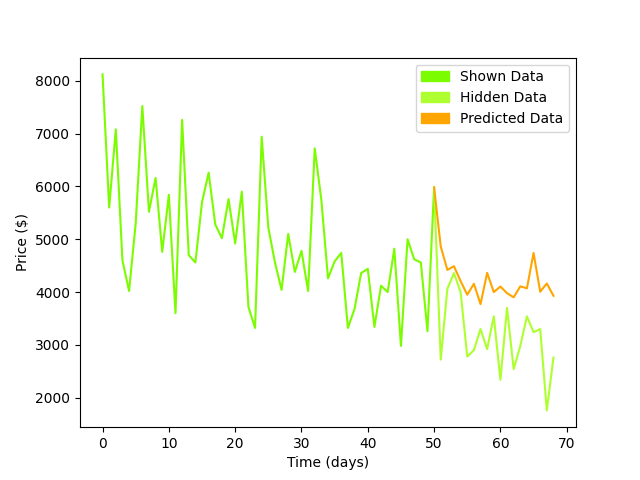 Shown Data
Hidden Data
Predicted Data
8000
7000
6000
5000
4000
3000
2000
Price ($)
0 10 20 30 40 50 60 70
Time (days)